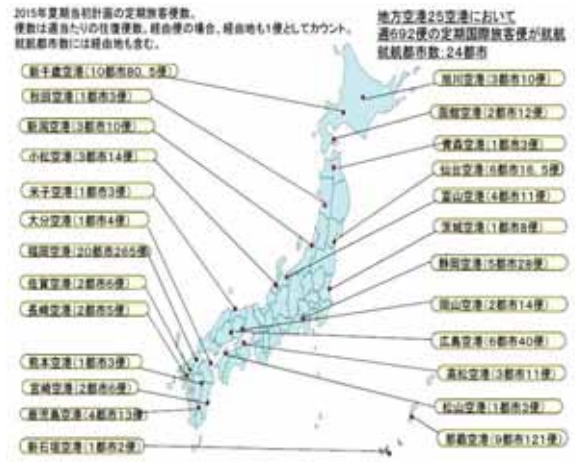 2015年夏期当初計画の定期旅客便数。
便数は週当たりの往復便数、経由便の場合、経由地も1便としてカウント。
就航都市数には経由地も含む。
地方空港25空港において
週692便の定期国際旅客便が就航
就航都市数:24都市
新千歳空港(10都市80.5便)
秋田空港(1都市3便)
新潟空港(3都市10便)
小松空港(3都市14便)
米子空港(1都市3便)
大分空港(1都市4便)
福岡空港(20都市265便)
佐賀空港(2都市6便)
長崎空港(2都市5便)
熊本空港(1都市3便)
宮崎空港(2都市6便)
鹿児島空港(4都市13便)
新石垣空港(1都市2便)
旭川空港(3都市10便)
函館空港(2都市12便)
青森空港(1都市3便)
仙台空港(6都市16.5便)
富山空港(4都市11便)
茨城空港(1都市8便)
静岡空港(5都市28便)
岡山空港(2都市14便)
広島空港(6都市40便)
高松空港(3都市11便)
松山空港(1都市3便)
那覇空港(9都市121便)